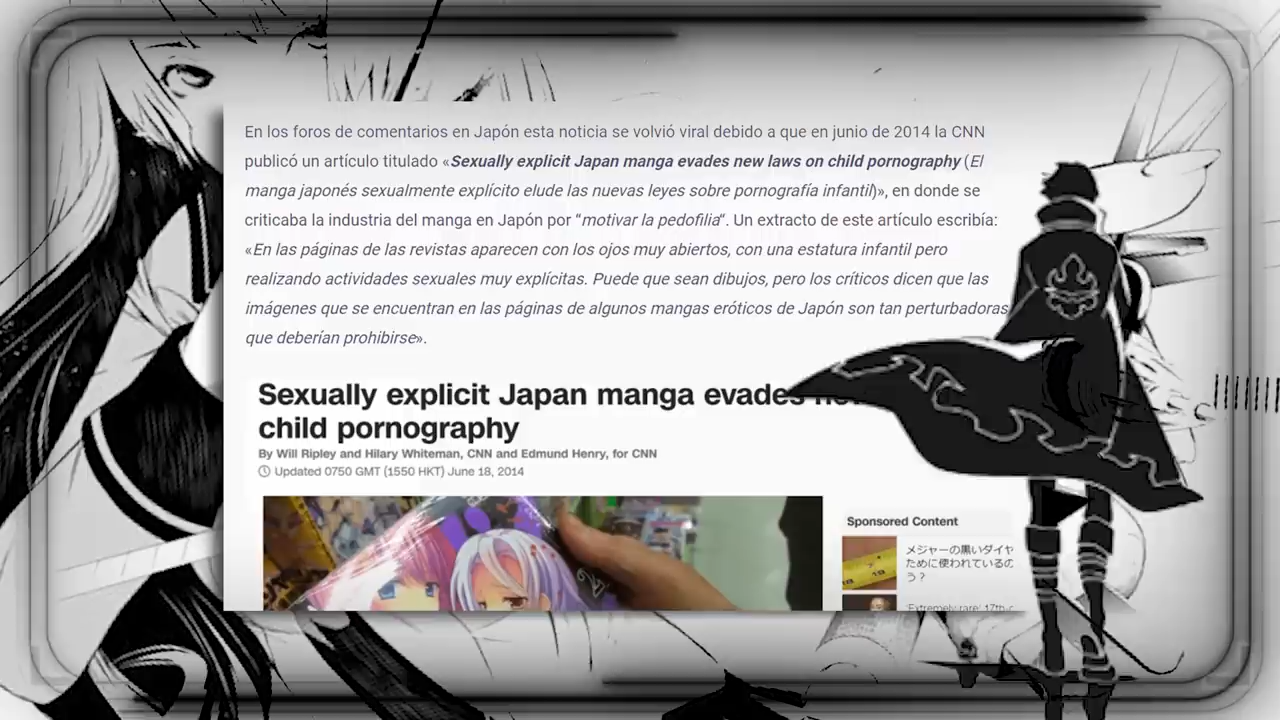 En los foros de comentarios en Japón esta noticia se volvió viral debido a que en junio de 2014 la CNN
publicó un artículo titulado «Sexually explicit Japan manga evades new laws on child pornography (El
manga japonés sexualmente explícito elude las nuevas leyes sobre pornografía infantil)», en donde se
criticaba la industria del manga en Japón por “motivar la pedofilia“. Un extracto de este artículo escribía:
«En las páginas de las revistas aparecen con los ojos muy abiertos, con una estatura infantil pero
realizando actividades sexuales muy explícitas. Puede que sean dibujos, pero los críticos dicen que las
imágenes que se encuentran en las páginas de algunos mangas eróticos de Japón son tan perturbadoras
que deberían prohibirse».
Sexually explicit Japan manga evades
child pornography
By Will Ripley and Hilary Whiteman, CNN and Edmund Henry, for CNN
Updated 0750 GMT (1550 HKT) June 18, 2014
Sponsored Content
メジャーの黒いダイヤ
ために使われているの
う？
'Extremely rare' 17th-c